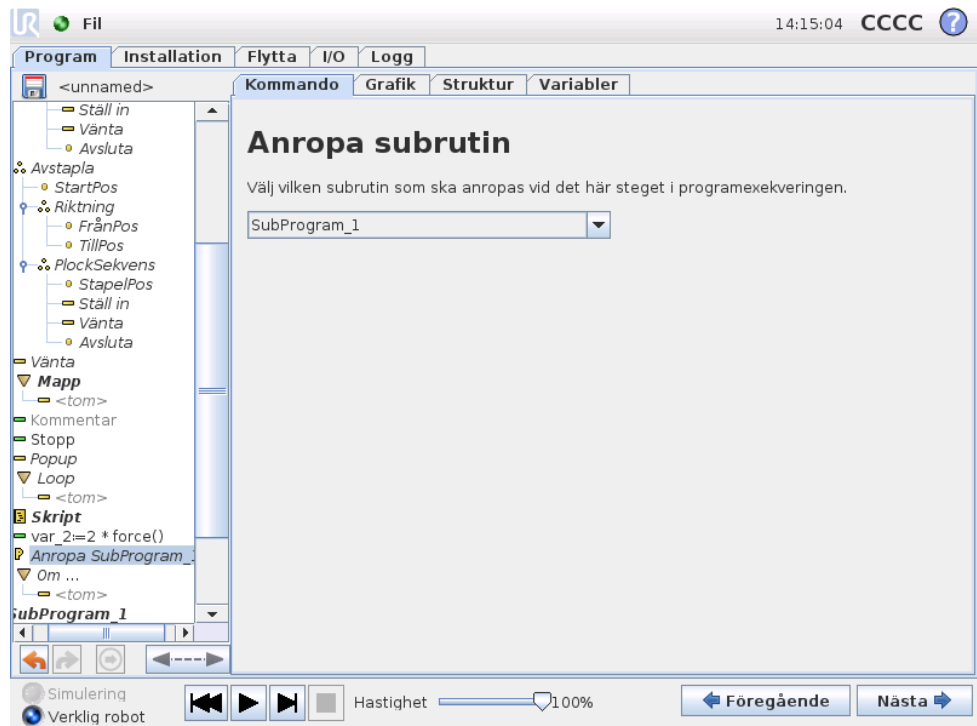 UR Fil 14:15:04 CCCC ?
Program Installation Flytta I/O Logg
<unnamed>
Kommando Grafik Struktur Variabler
Ställ in
Vänta
Avsluta
Avstapla
StartPos
Riktning
FrånPos
TillPos
PlockSekvens
StapelPos
Ställ in
Vänta
Avsluta
Vänta
Mapp
<tom>
Kommentar
Stopp
Popup
Loop
<tom>
Skript
var_2:=2 * force()
Anropa SubProgram_1
Om ...
<tom>
SubProgram_1
Anropa subrutin
Välj vilken subrutin som ska anropas vid det här steget i programexekveringen.
SubProgram_1
Simulering
Verklig robot
Hastighet 100%
Föregående Nästa